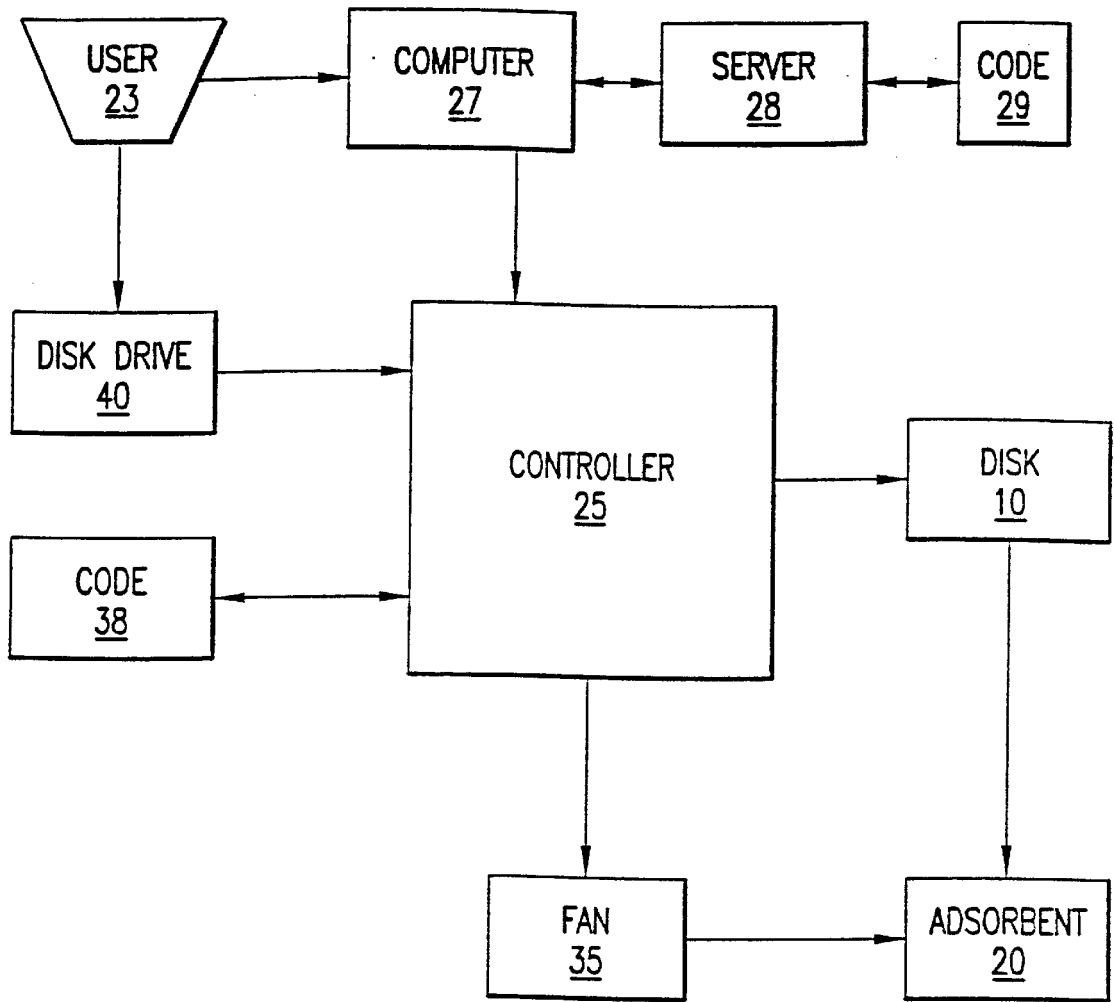 USER
23
COMPUTER
27
SERVER
28
CODE
29
DISK DRIVE
40
CONTROLLER
25
DISK
10
CODE
38
FAN
35
ADSORBENT
20